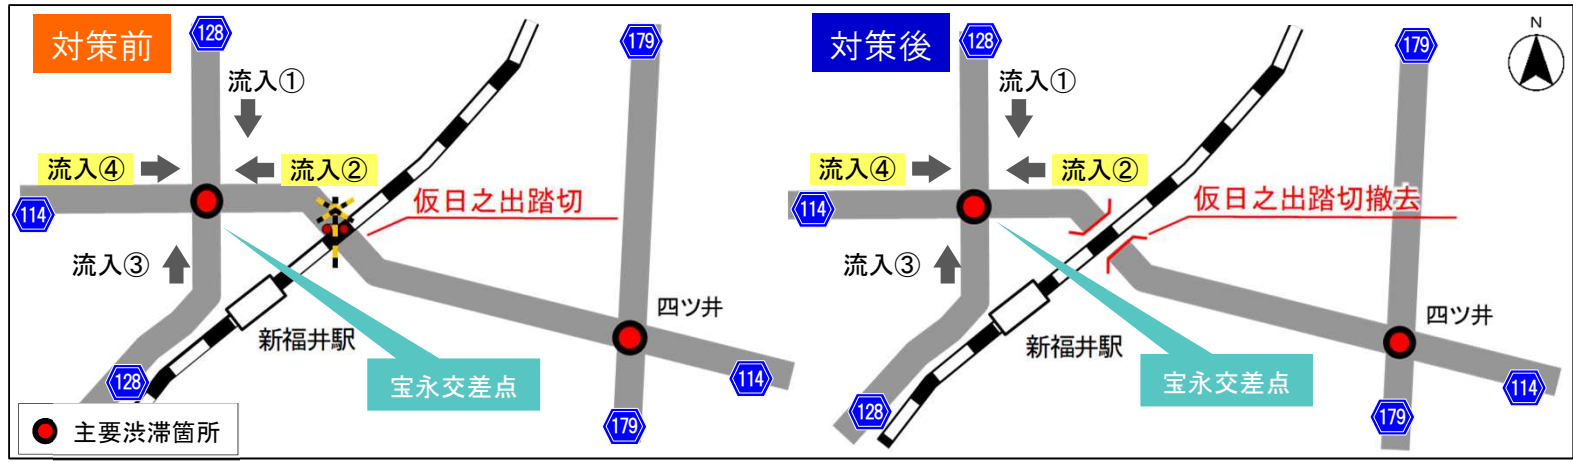 対策前
128
179
流入①
流入④
流入②
仮日之出踏切
114
流入③
四ツ井
新福井駅
宝永交差点
128
114
179
主要渋滞箇所
対策後
128
179
N
流入①
流入④
流入②
仮日之出踏切撤去
114
流入③
四ツ井
新福井駅
宝永交差点
114
128
179